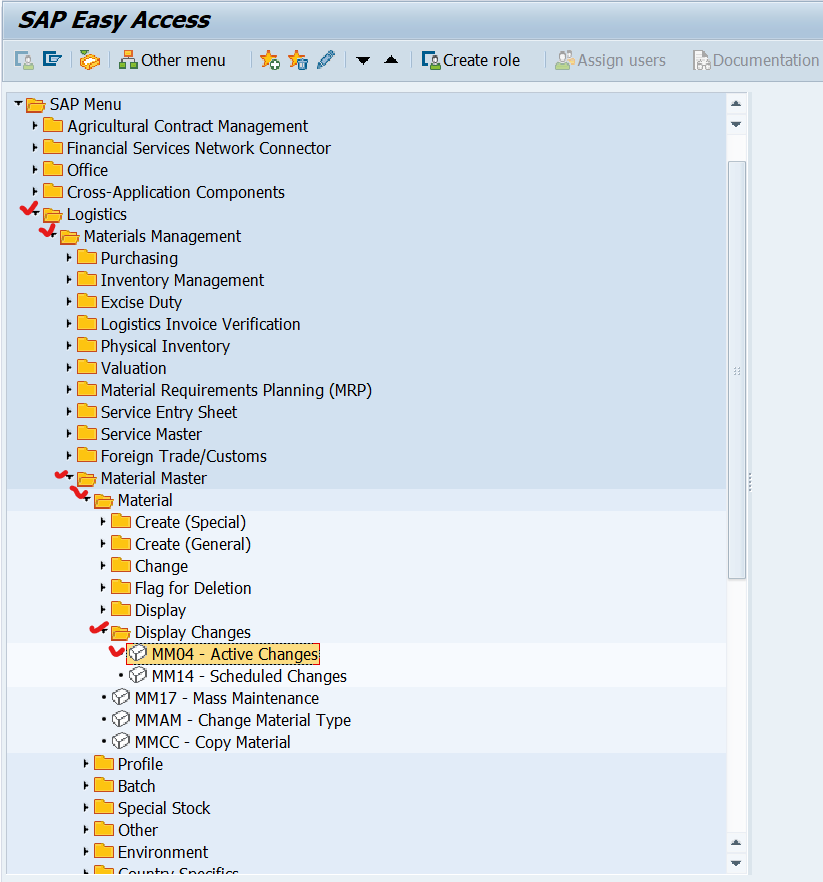 SAP Easy Access
Other menu Create role Assign users Documentation
SAP Menu
Agricultural Contract Management
Financial Services Network Connector
Office
Cross-Application Components
Logistics
Materials Management
Purchasing
Inventory Management
Excise Duty
Logistics Invoice Verification
Physical Inventory
Valuation
Material Requirements Planning (MRP)
Service Entry Sheet
Service Master
Foreign Trade/Customs
Material Master
Material
Create (Special)
Create (General)
Change
Flag for Deletion
Display
Display Changes
MM04 - Active Changes
MM14 - Scheduled Changes
MM17 - Mass Maintenance
MMAM - Change Material Type
MMCC - Copy Material
Profile
Batch
Special Stock
Other
Environment
Country Specifics